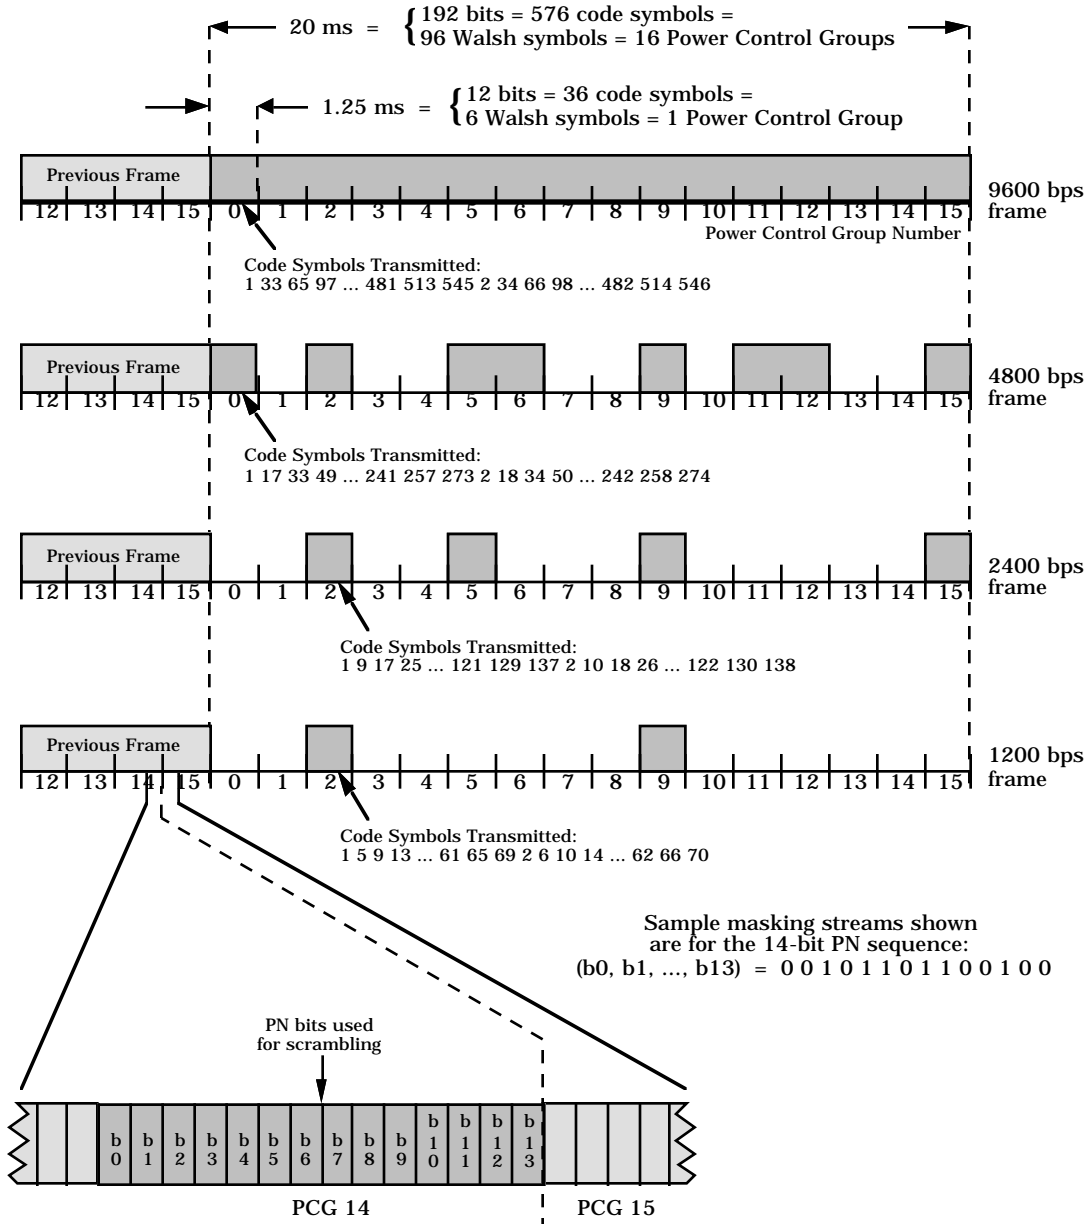 20 ms = { 192 bits = 576 code symbols =
96 Walsh symbols = 16 Power Control Groups
1.25 ms = { 12 bits = 36 code symbols =
6 Walsh symbols = 1 Power Control Group
Previous Frame
9600 bps
frame
12 13 14 15 0 1 2 3 4 5 6 7 8 9 10 11 12 13 14 15
Power Control Group Number
Code Symbols Transmitted:
1 33 65 97 ... 481 513 545 2 34 66 98 ... 482 514 546
Previous Frame
4800 bps
frame
12 13 14 15 0 1 2 3 4 5 6 7 8 9 10 11 12 13 14 15
Code Symbols Transmitted:
1 17 33 49 ... 241 257 273 2 18 34 50 ... 242 258 274
Previous Frame
2400 bps
frame
12 13 14 15 0 1 2 3 4 5 6 7 8 9 10 11 12 13 14 15
Code Symbols Transmitted:
1 9 17 25 ... 121 129 137 2 10 18 26 ... 122 130 138
Previous Frame
1200 bps
frame
12 13 14 15 0 1 2 3 4 5 6 7 8 9 10 11 12 13 14 15
Code Symbols Transmitted:
1 5 9 13 ... 61 65 69 2 6 10 14 ... 62 66 70
Sample masking streams shown
are for the 14-bit PN sequence:
(b0, b1, ..., b13) = 0 0 1 0 1 1 0 1 1 0 0 1 0 0
PN bits used
for scrambling
b0 b1 b2 b3 b4 b5 b6 b7 b8 b9 b10 b11 b12 b13
PCG 14 PCG 15